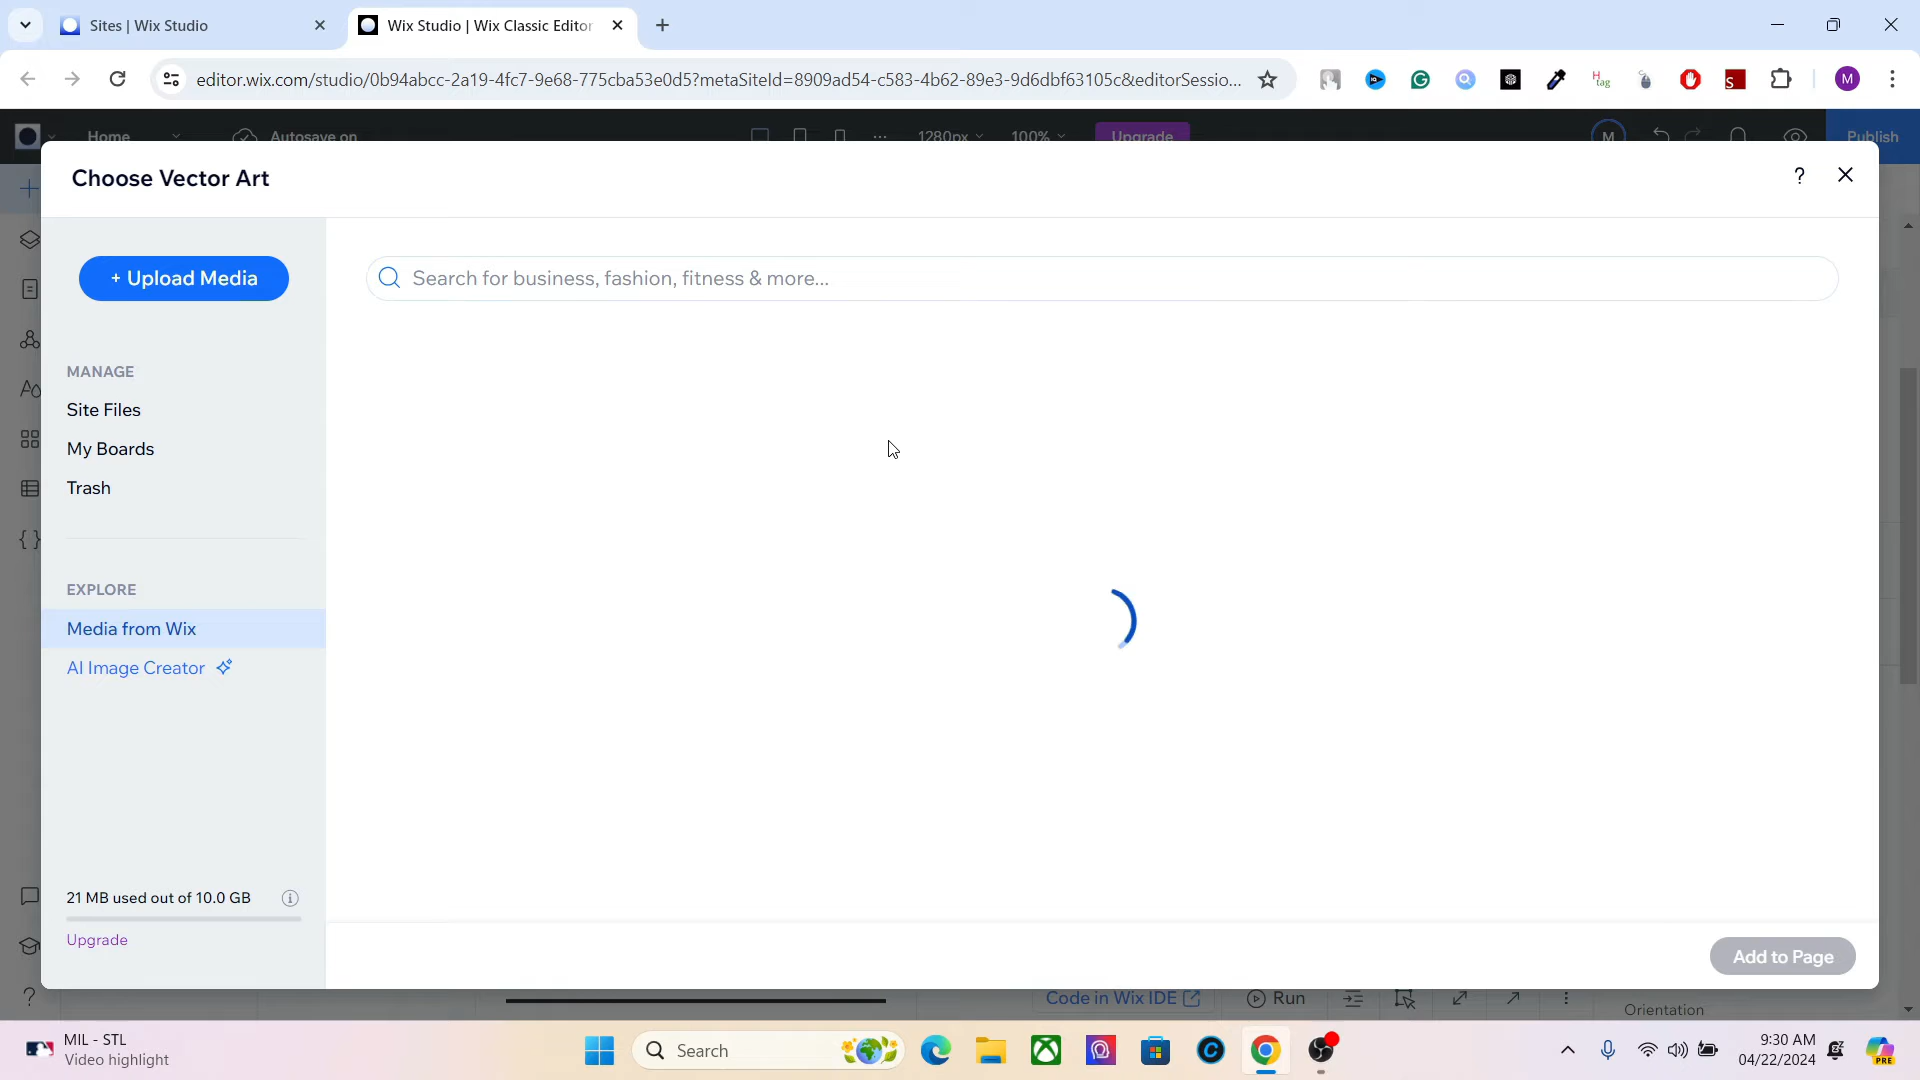 Sites | Wix Studio
Wix Studio | Wix Classic Editor
editor.wix.com/studio/0b94abcc-2a19-4fc7-9e68-775cba53e0d5?metaSiteId=8909ad54-c583-4b62-89e3-9d6dbf63105c&editorSessio...
M
Home
Autosave on
1280px
100%
Upgrade
M
Publish
Choose Vector Art
?
+ Upload Media
Search for business, fashion, fitness & more...
MANAGE
Site Files
My Boards
Trash
EXPLORE
Media from Wix
AI Image Creator
21 MB used out of 10.0 GB
Upgrade
Add to Page
Code in Wix IDE
Run
Orientation
MIL - STL
Video highlight
Search
9:30 AM
04/22/2024